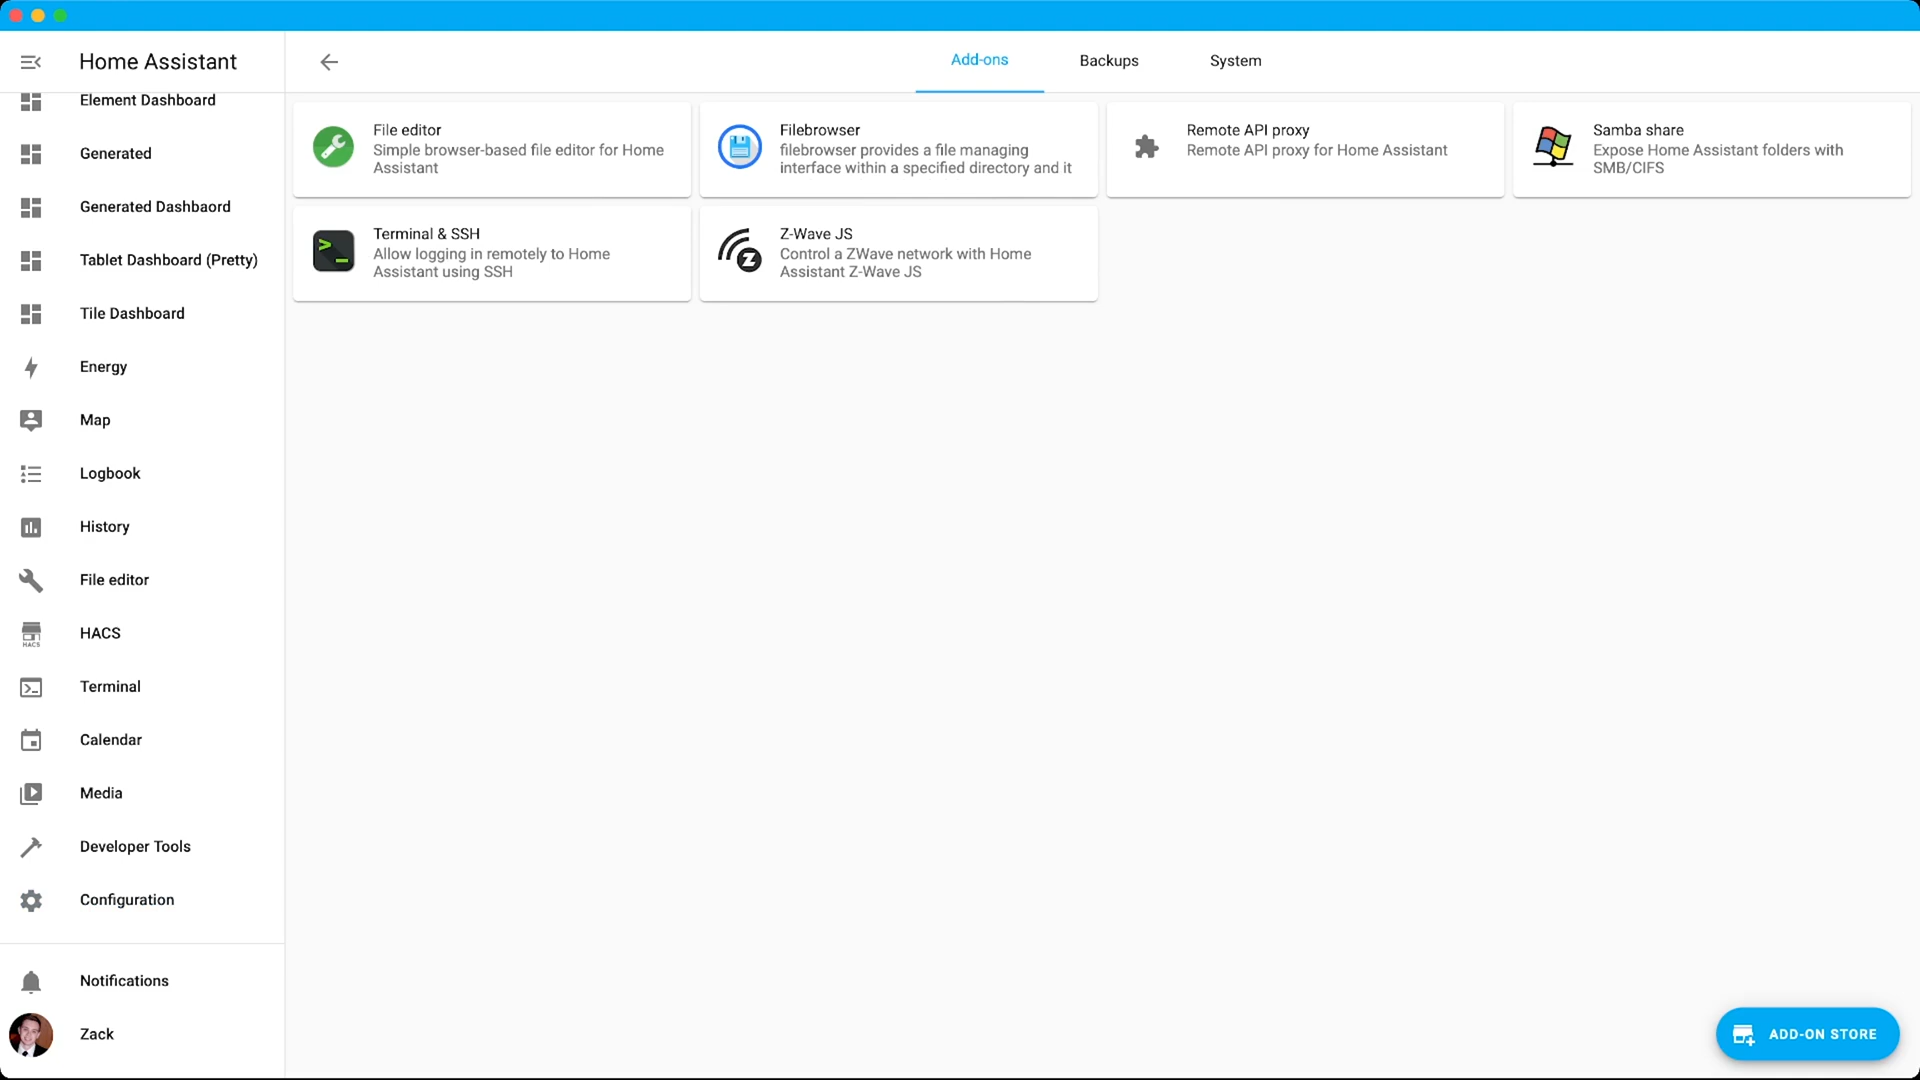 Home Assistant
Element Dashboard
Generated
Generated Dashbaord
Tablet Dashboard (Pretty)
Tile Dashboard
Energy
Map
Logbook
History
File editor
HACS
HACS
Terminal
Calendar
Media
Developer Tools
Configuration
Notifications
Zack
Add-ons
Backups
System
File editor
Simple browser-based file editor for Home
Assistant
Filebrowser
filebrowser provides a file managing
interface within a specified directory and it
Remote API proxy
Remote API proxy for Home Assistant
Samba share
Expose Home Assistant folders with
SMB/CIFS
Terminal & SSH
Allow logging in remotely to Home
Assistant using SSH
Z-Wave JS
Control a ZWave network with Home
Assistant Z-Wave JS
ADD-ON STORE